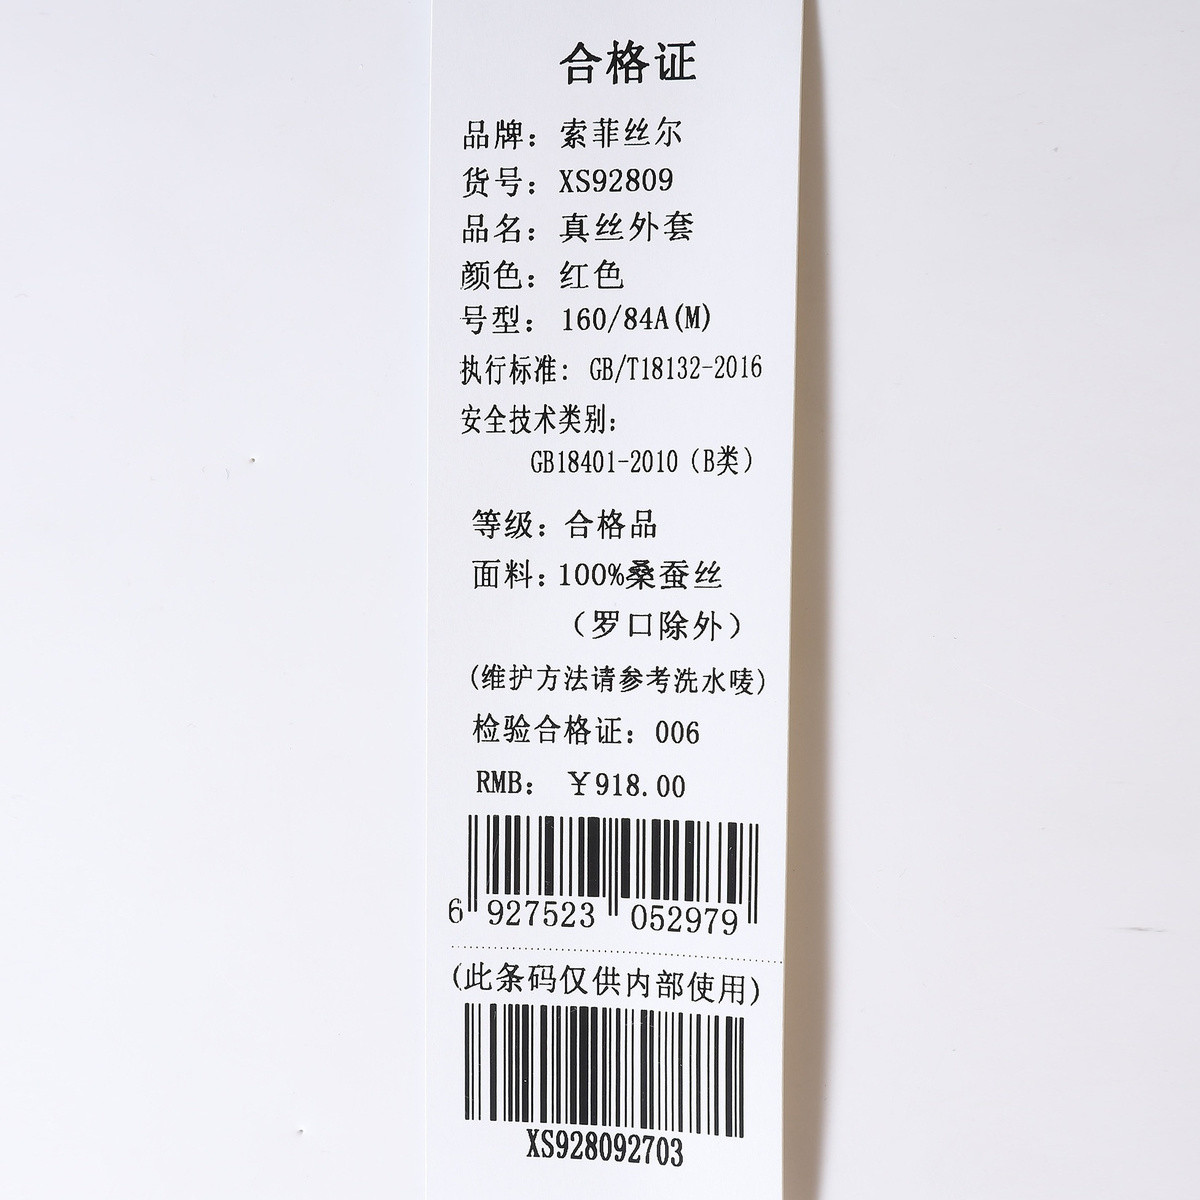 合格证
品牌：索菲丝尔
货号：XS92809
品名：真丝外套
颜色：红色
号型：160/84A(M)
执行标准：GB/T18132-2016
安全技术类别：
GB18401-2010（B类）
等级：合格品
面料：100%桑蚕丝
（罗口除外）
(维护方法请参考洗水唛)
检验合格证：006
RMB：￥918.00
6 927523 052979
(此条码仅供内部使用)
XS928092703